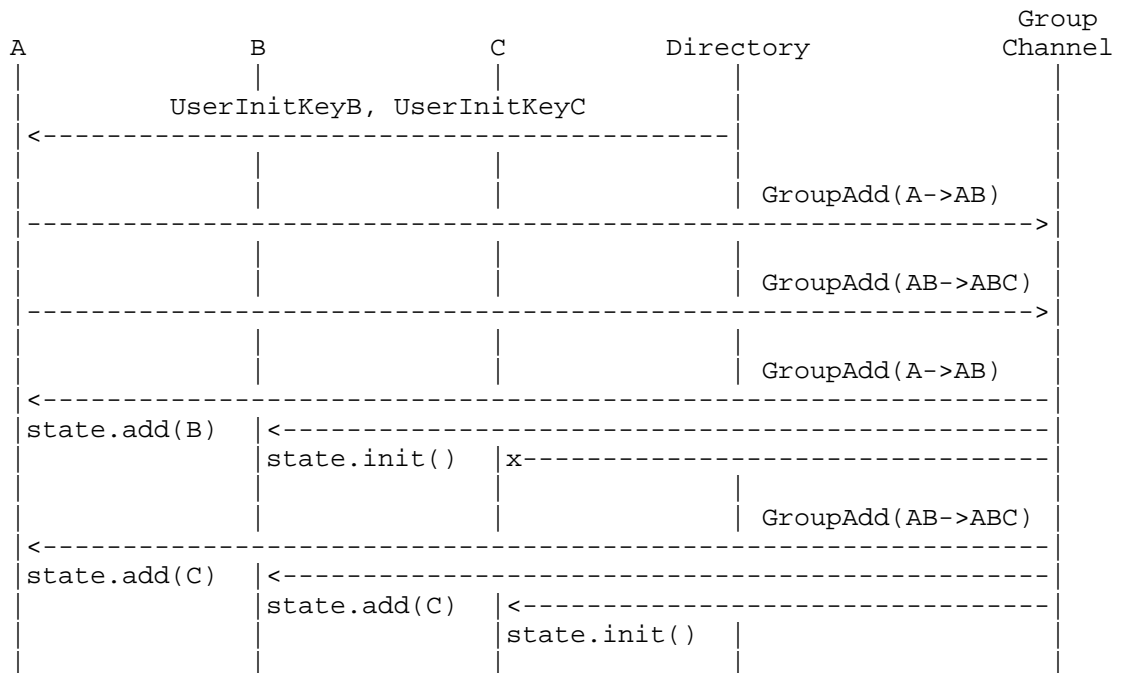 Group
A B C Directory Channel
UserInitKeyB, UserInitKeyC
GroupAdd(A->AB)
GroupAdd(AB->ABC)
GroupAdd(A->AB)
state.add(B)
state.init() x
GroupAdd(AB->ABC)
state.add(C)
state.add(C)
state.init()